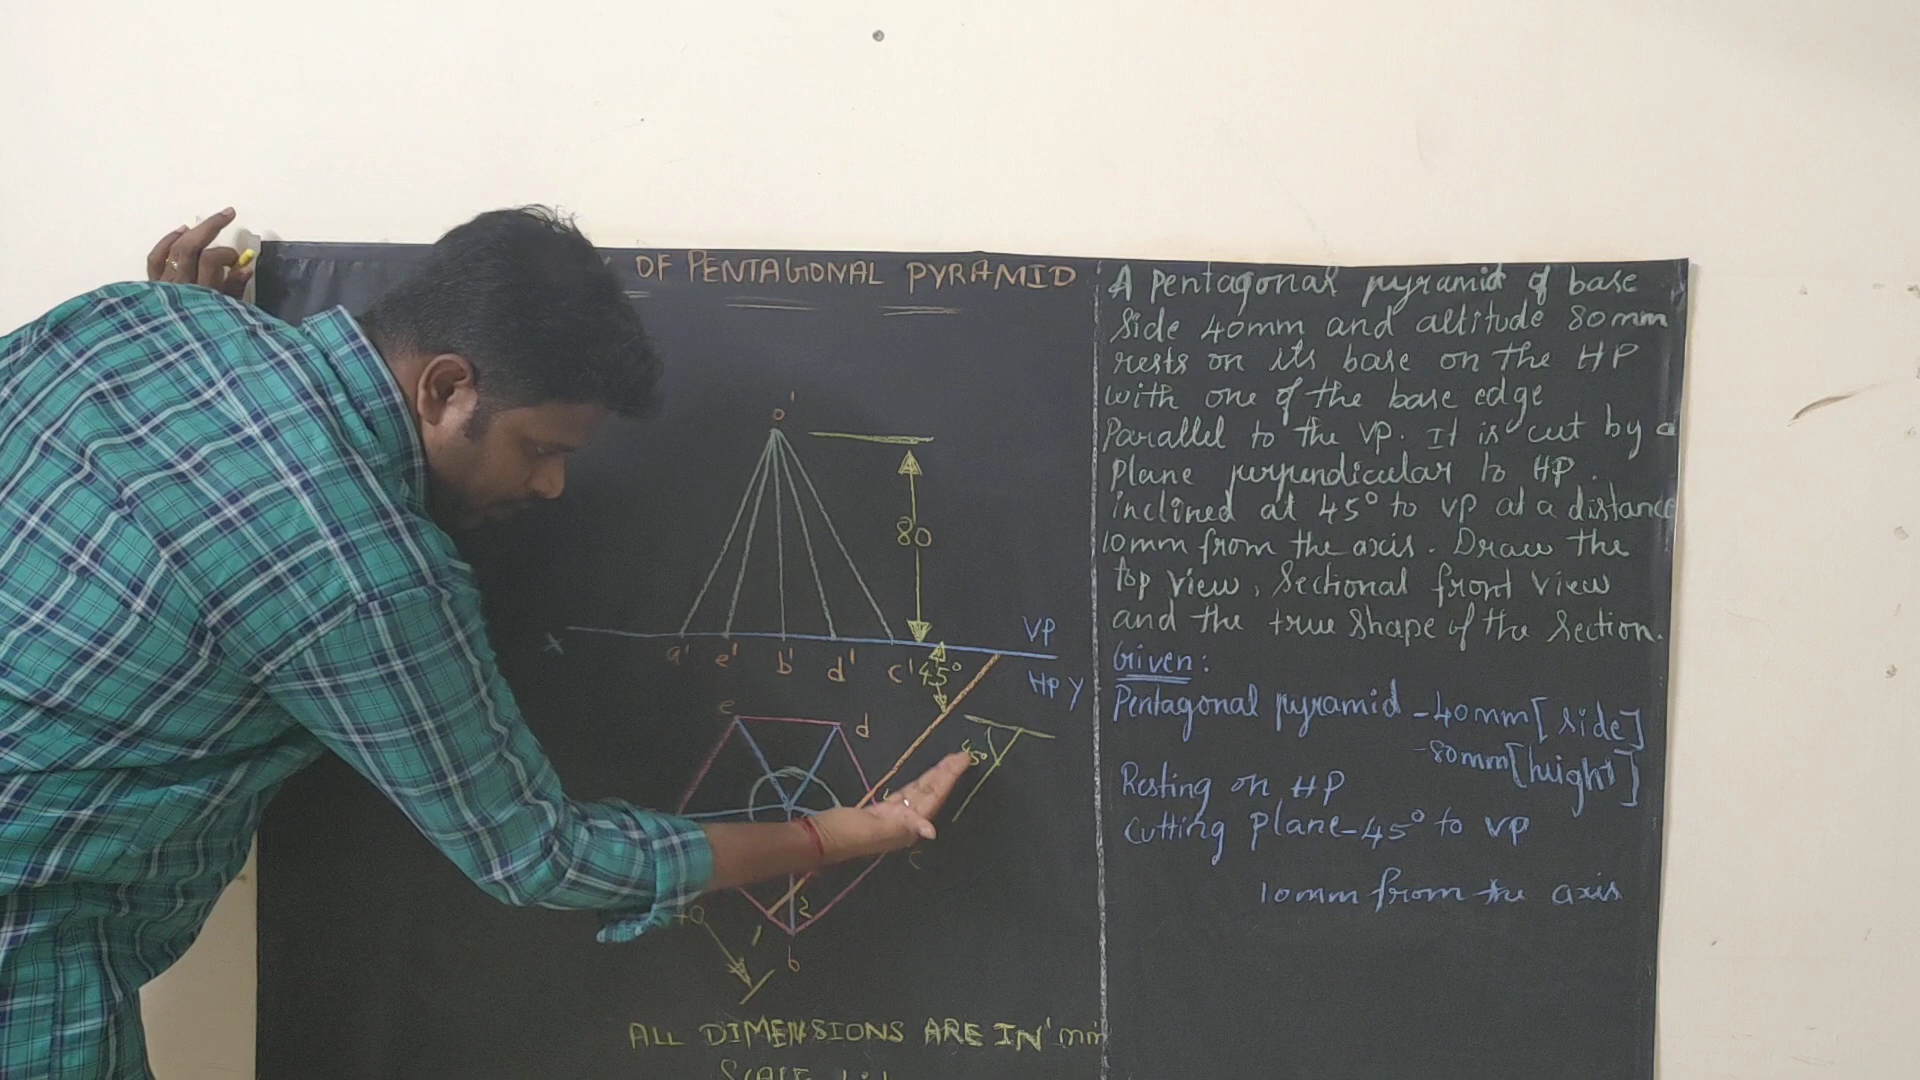 OF PENTAGONAL PYRAMID
o'
80
X
VP
a' e' b' d' c' 45°
HP Y
e
d
45°
c
40
2
1
b
ALL DIMENSIONS ARE IN 'mm
A pentagonal pyramid of base
side 40mm and altitude 80mm
rests on its base on the HP
with one of the base edge
Parallel to the VP. It is cut by a
plane perpendicular to HP.
inclined at 45° to VP at a distance
10mm from the axis. Draw the
top view, Sectional front view
and the true shape of the section.
Given:
Pentagonal pyramid - 40mm [side]
- 80mm [height]
Resting on HP
Cutting plane - 45° to VP
10mm from the axis